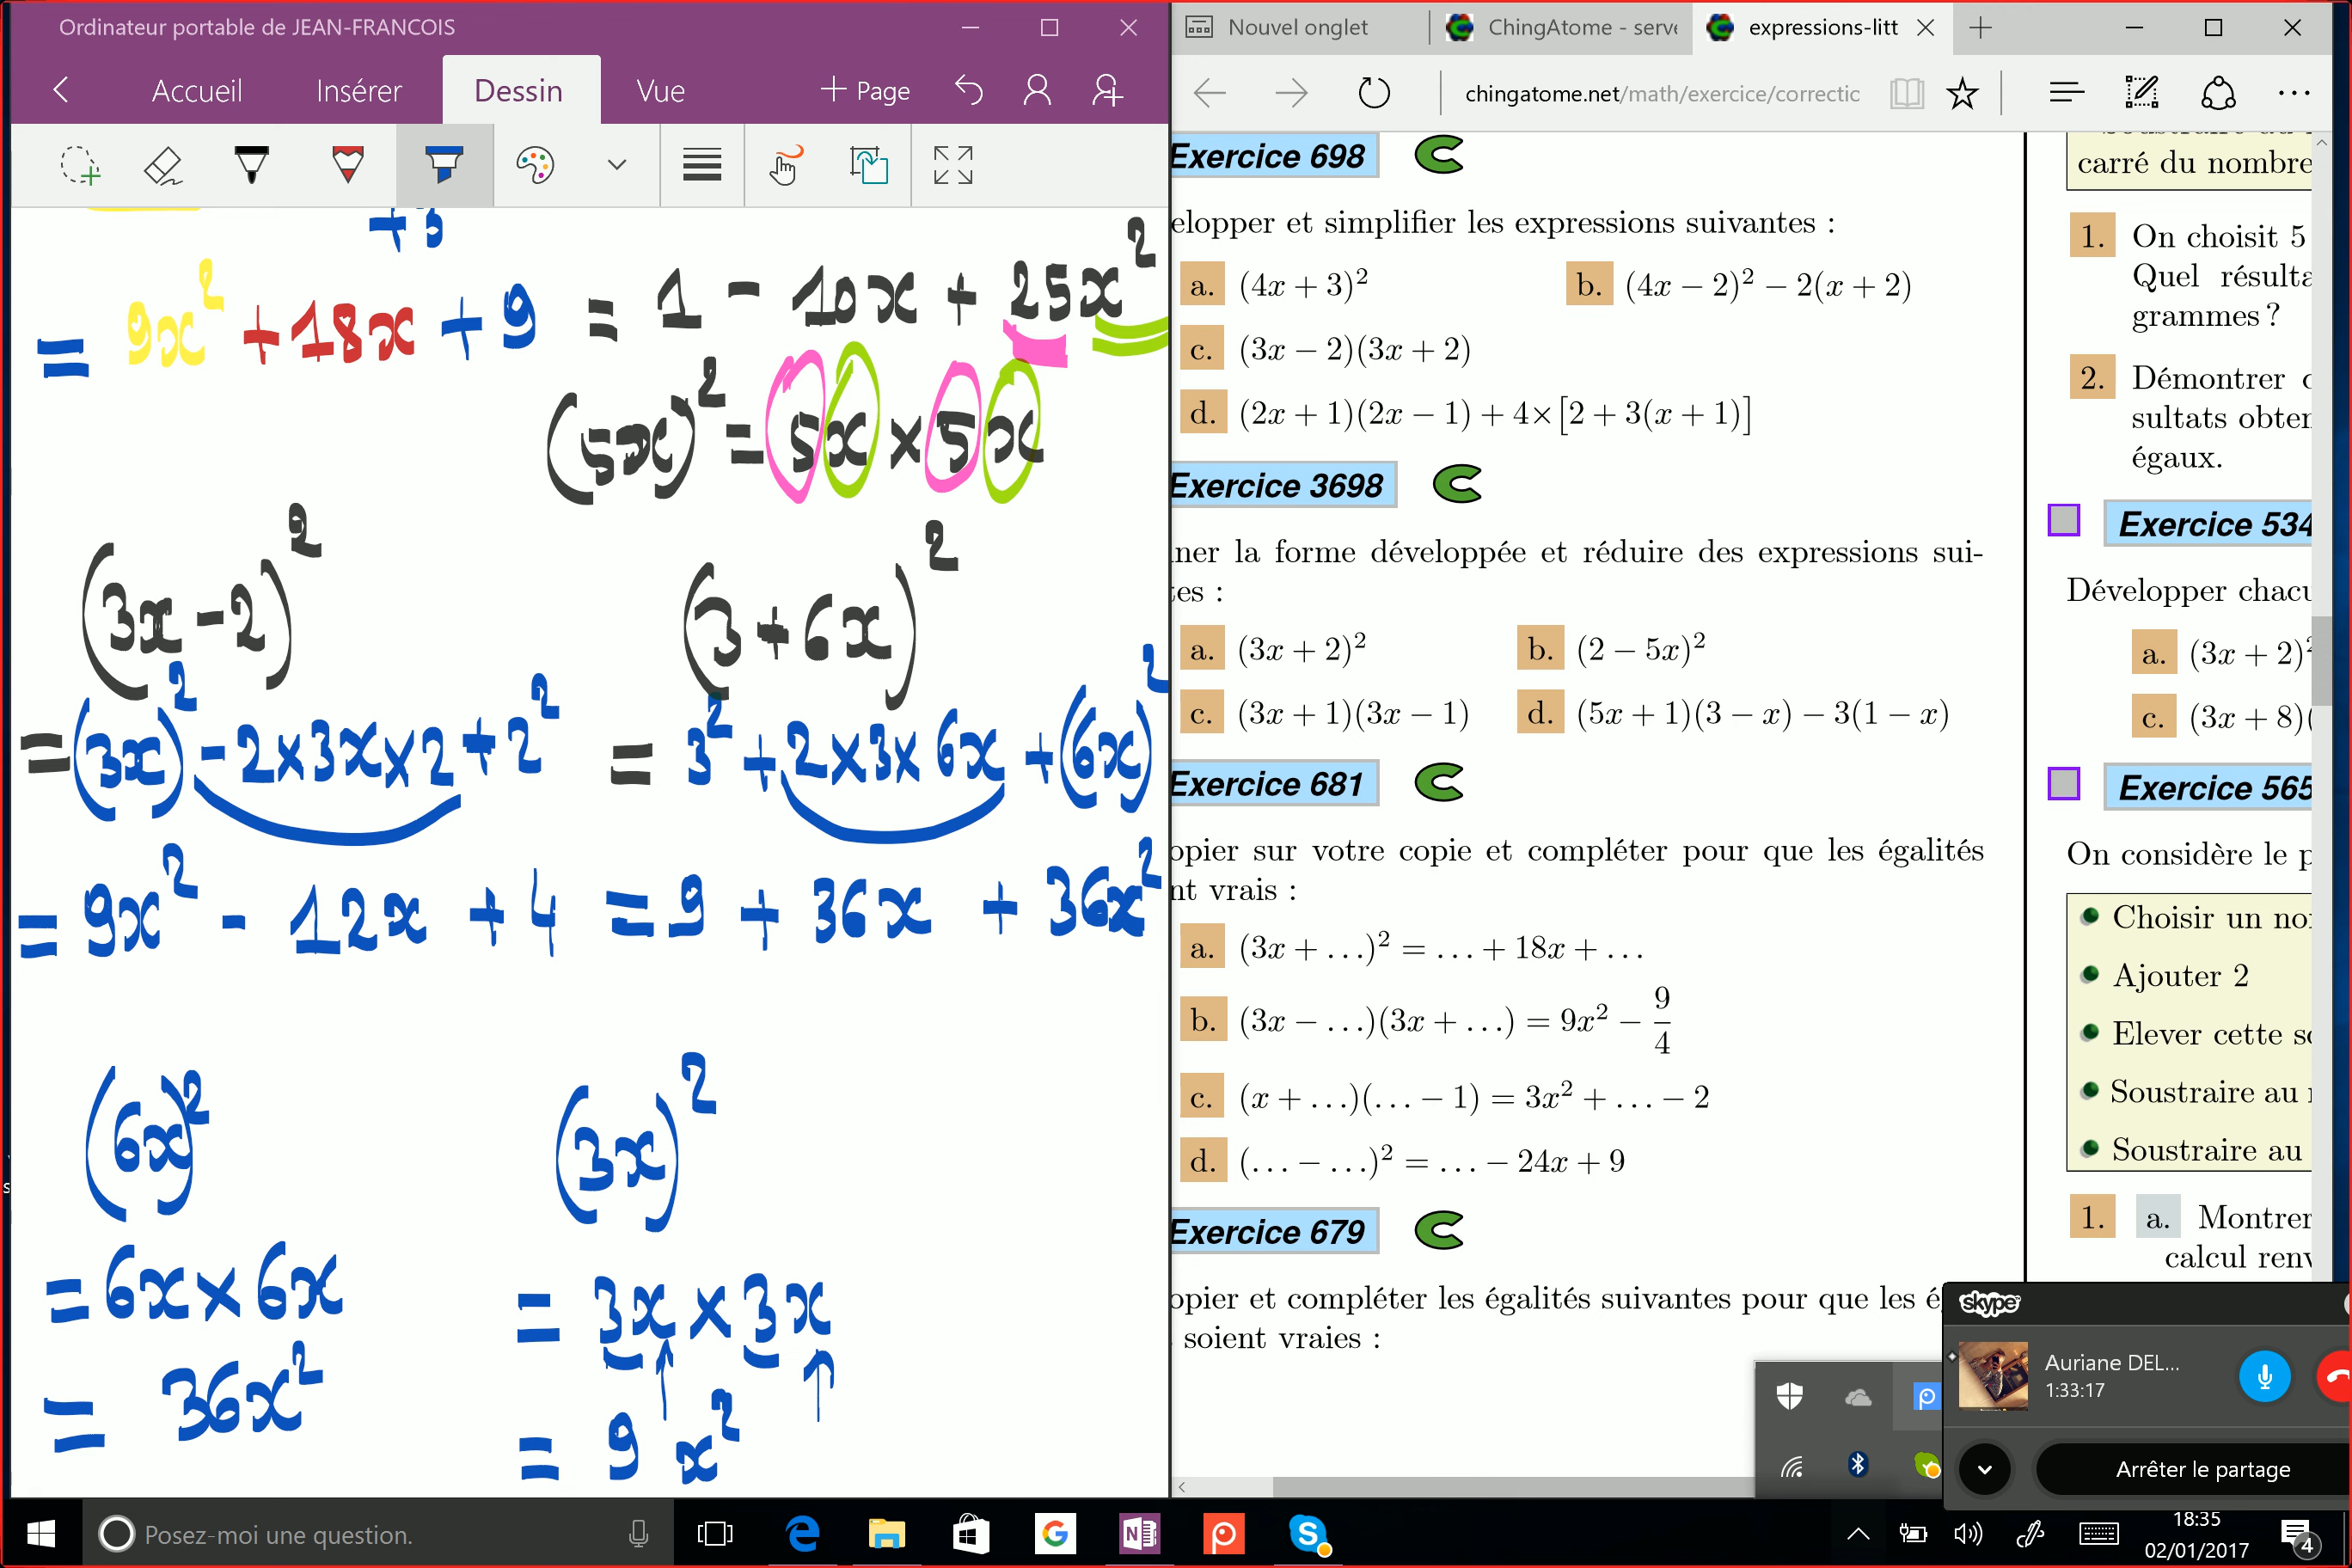 Ordinateur portable de JEAN-FRANCOIS
Accueil Insérer Dessin Vue Page
+3
= 9x² +18x +9
= 1 - 10x + 25x²
(5x)² = 5x × 5x
(3x - 2)²
= (3x)² - 2×3x×2 + 2²
= 9x² - 12x + 4
(3 + 6x)²
= 3² + 2×3×6x + (6x)²
= 9 + 36x + 36x²
(6x)²
= 6x × 6x
= 36x²
(3x)²
= 3x × 3x
= 9 x²
Nouvel onglet ChingAtome - serve expressions-litt
chingatome.net/math/exercice/correctic
Exercice 698
elopper et simplifier les expressions suivantes :
a. (4x + 3)² b. (4x − 2)² − 2(x + 2)
c. (3x − 2)(3x + 2)
d. (2x + 1)(2x − 1) + 4×[2 + 3(x + 1)]
Exercice 3698
ner la forme développée et réduire des expressions sui-
tes :
a. (3x + 2)² b. (2 − 5x)²
c. (3x + 1)(3x − 1) d. (5x + 1)(3 − x) − 3(1 − x)
Exercice 681
opier sur votre copie et compléter pour que les égalités
nt vrais :
a. (3x + ...)² = ... + 18x + ...
b. (3x − ...)(3x + ...) = 9x² − 9/4
c. (x + ...)(... − 1) = 3x² + ... − 2
d. (... − ...)² = ... − 24x + 9
Exercice 679
opier et compléter les égalités suivantes pour que les é
soient vraies :
carré du nombre
1. On choisit 5
Quel résulta
grammes ?
2. Démontrer
sultats obten
égaux.
Exercice 534
Développer chacu
a. (3x + 2)²
c. (3x + 8)(
Exercice 565
On considère le p
Choisir un no
Ajouter 2
Elever cette so
Soustraire au
Soustraire au
1. a. Montrer
calcul renv
skype
Auriane DEL...
1:33:17
Arrêter le partage
Posez-moi une question.
18:35
02/01/2017
4